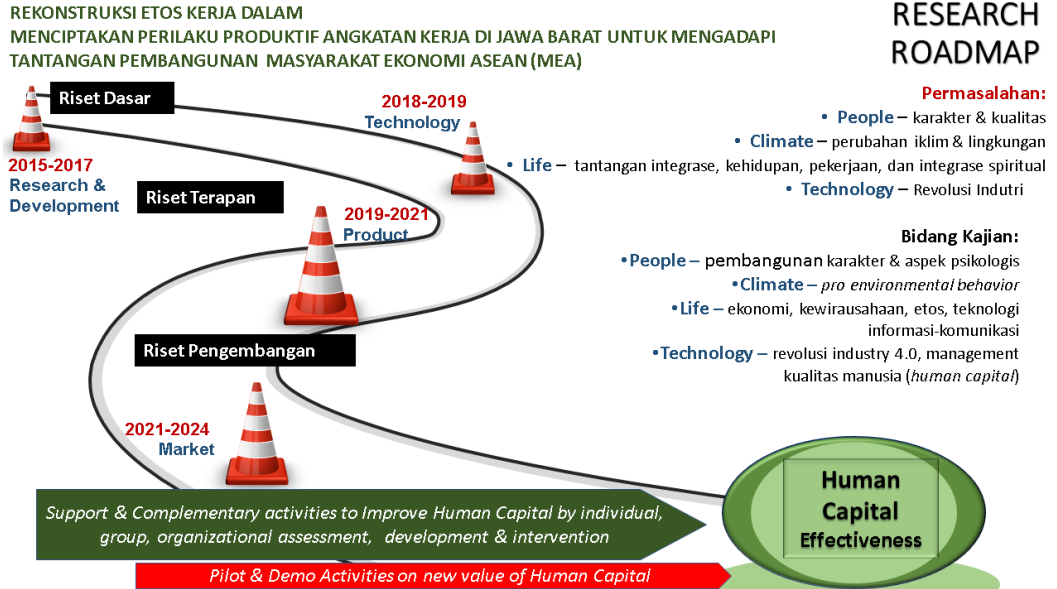 REKONSTRUKSI ETOS KERJA DALAM
MENCIPTAKAN PERILAKU PRODUKTIF ANGKATAN KERJA DI JAWA BARAT UNTUK MENGADAPI
TANTANGAN PEMBANGUNAN MASYARAKAT EKONOMI ASEAN (MEA)
RESEARCH
ROADMAP
Riset Dasar
2018-2019
Technology
2015-2017
Research &
Development
Riset Terapan
2019-2021
Product
Riset Pengembangan
2021-2024
Market
Permasalahan:
• People – karakter & kualitas
• Climate – perubahan iklim & lingkungan
• Life – tantangan integrase, kehidupan, pekerjaan, dan integrase spiritual
• Technology – Revolusi Indutri
Bidang Kajian:
•People – pembangunan karakter & aspek psikologis
•Climate – pro environmental behavior
•Life – ekonomi, kewirausahaan, etos, teknologi
informasi-komunikasi
•Technology – revolusi industry 4.0, management
kualitas manusia (human capital)
Human
Capital
Effectiveness
Support & Complementary activities to Improve Human Capital by individual,
group, organizational assessment, development & intervention
Pilot & Demo Activities on new value of Human Capital